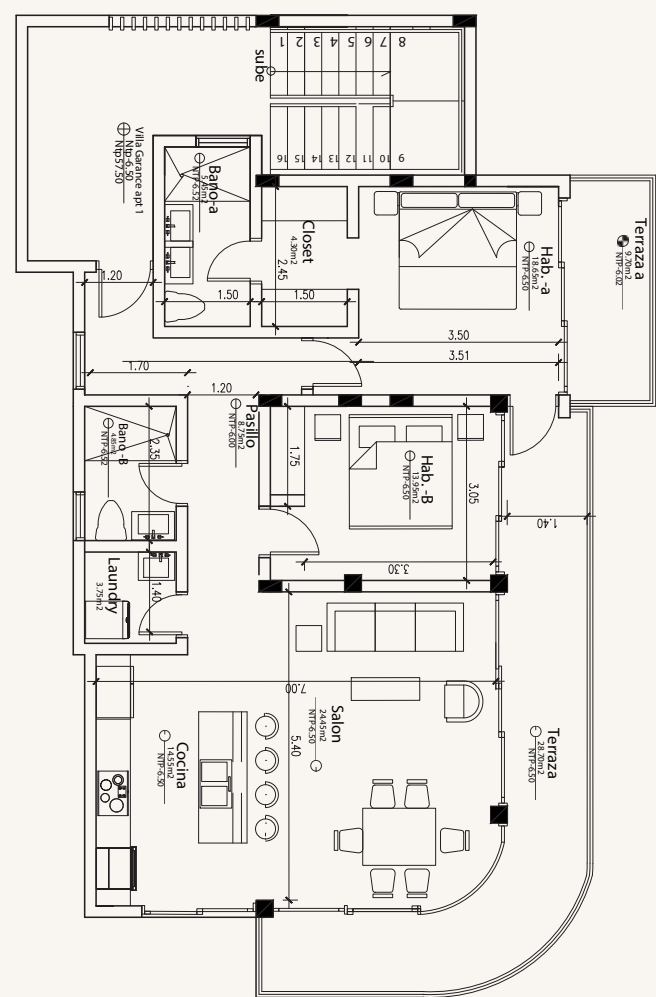 1 2 3 4 5 6 7 8
sube
16 15 14 13 12 11 10 9
Villa Garance apt 1
Ntp-6.50
Ntp57.50
Bano-a
NTP-6.52
Closet
4.30m2
2.45
Hab.-a
18.65m2
NTP-6.50
Terraza a
9.70m2
NTP-6.02
1.20
1.50
1.50
3.50
3.51
1.70
1.20
Bano-B
4.85m2
NTP-6.52
2.35
Pasillo
8.75m2
NTP-6.00
1.75
Hab.-B
13.95m2
NTP-6.50
3.05
1.40
3.30
Laundry
3.75m2
1.40
7.00
5.40
Salon
24.45m2
NTP-6.50
Cocina
14.55m2
NTP-6.50
Terraza
28.70m2
NTP-6.50